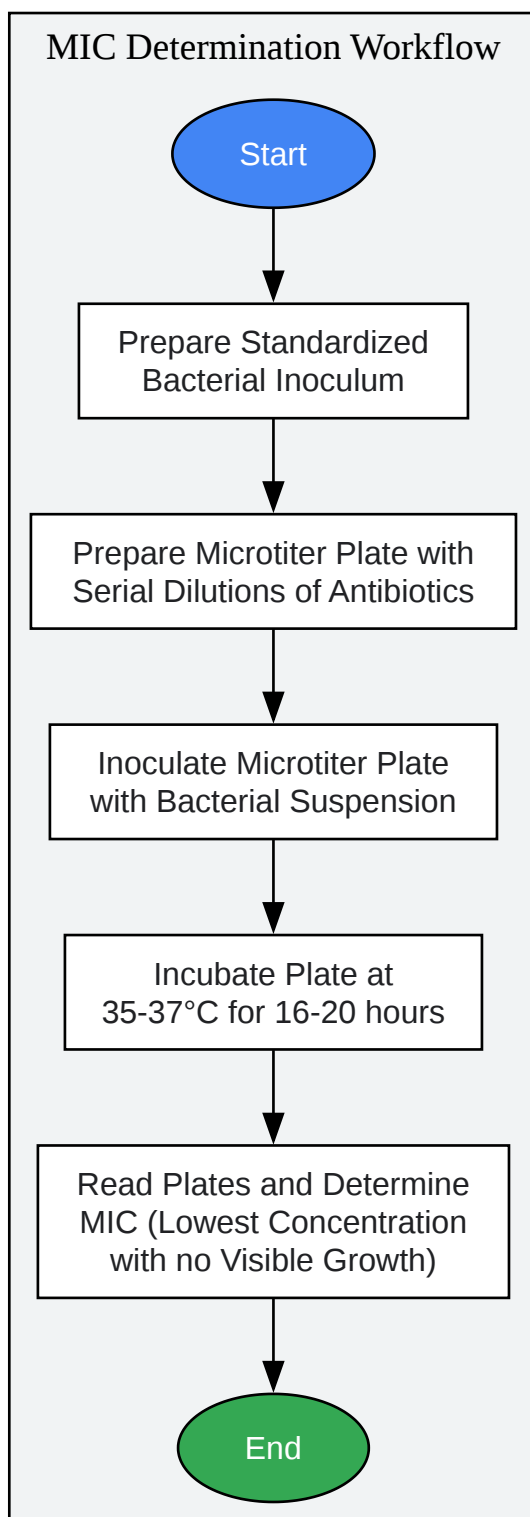 MIC Determination Workflow
Start
Prepare Standardized
Bacterial Inoculum
Prepare Microtiter Plate with
Serial Dilutions of Antibiotics
Inoculate Microtiter Plate
with Bacterial Suspension
Incubate Plate at
35-37°C for 16-20 hours
Read Plates and Determine
MIC (Lowest Concentration
with no Visible Growth)
End